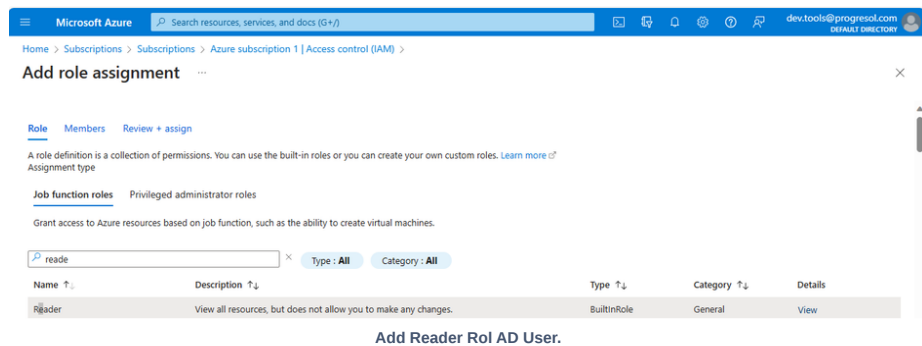 Microsoft Azure
Search resources, services, and docs (G+/)
dev.tools@progresol.com
DEFAULT DIRECTORY
Home > Subscriptions > Subscriptions > Azure subscription 1 | Access control (IAM) >
Add role assignment ...
Role Members Review + assign
A role definition is a collection of permissions. You can use the built-in roles or you can create your own custom roles. Learn more
Assignment type
Job function roles Privileged administrator roles
Grant access to Azure resources based on job function, such as the ability to create virtual machines.
reade
Type : All Category : All
Name ↑↓ Description ↑↓ Type ↑↓ Category ↑↓ Details
Reader View all resources, but does not allow you to make any changes. BuiltInRole General View
Add Reader Rol AD User.